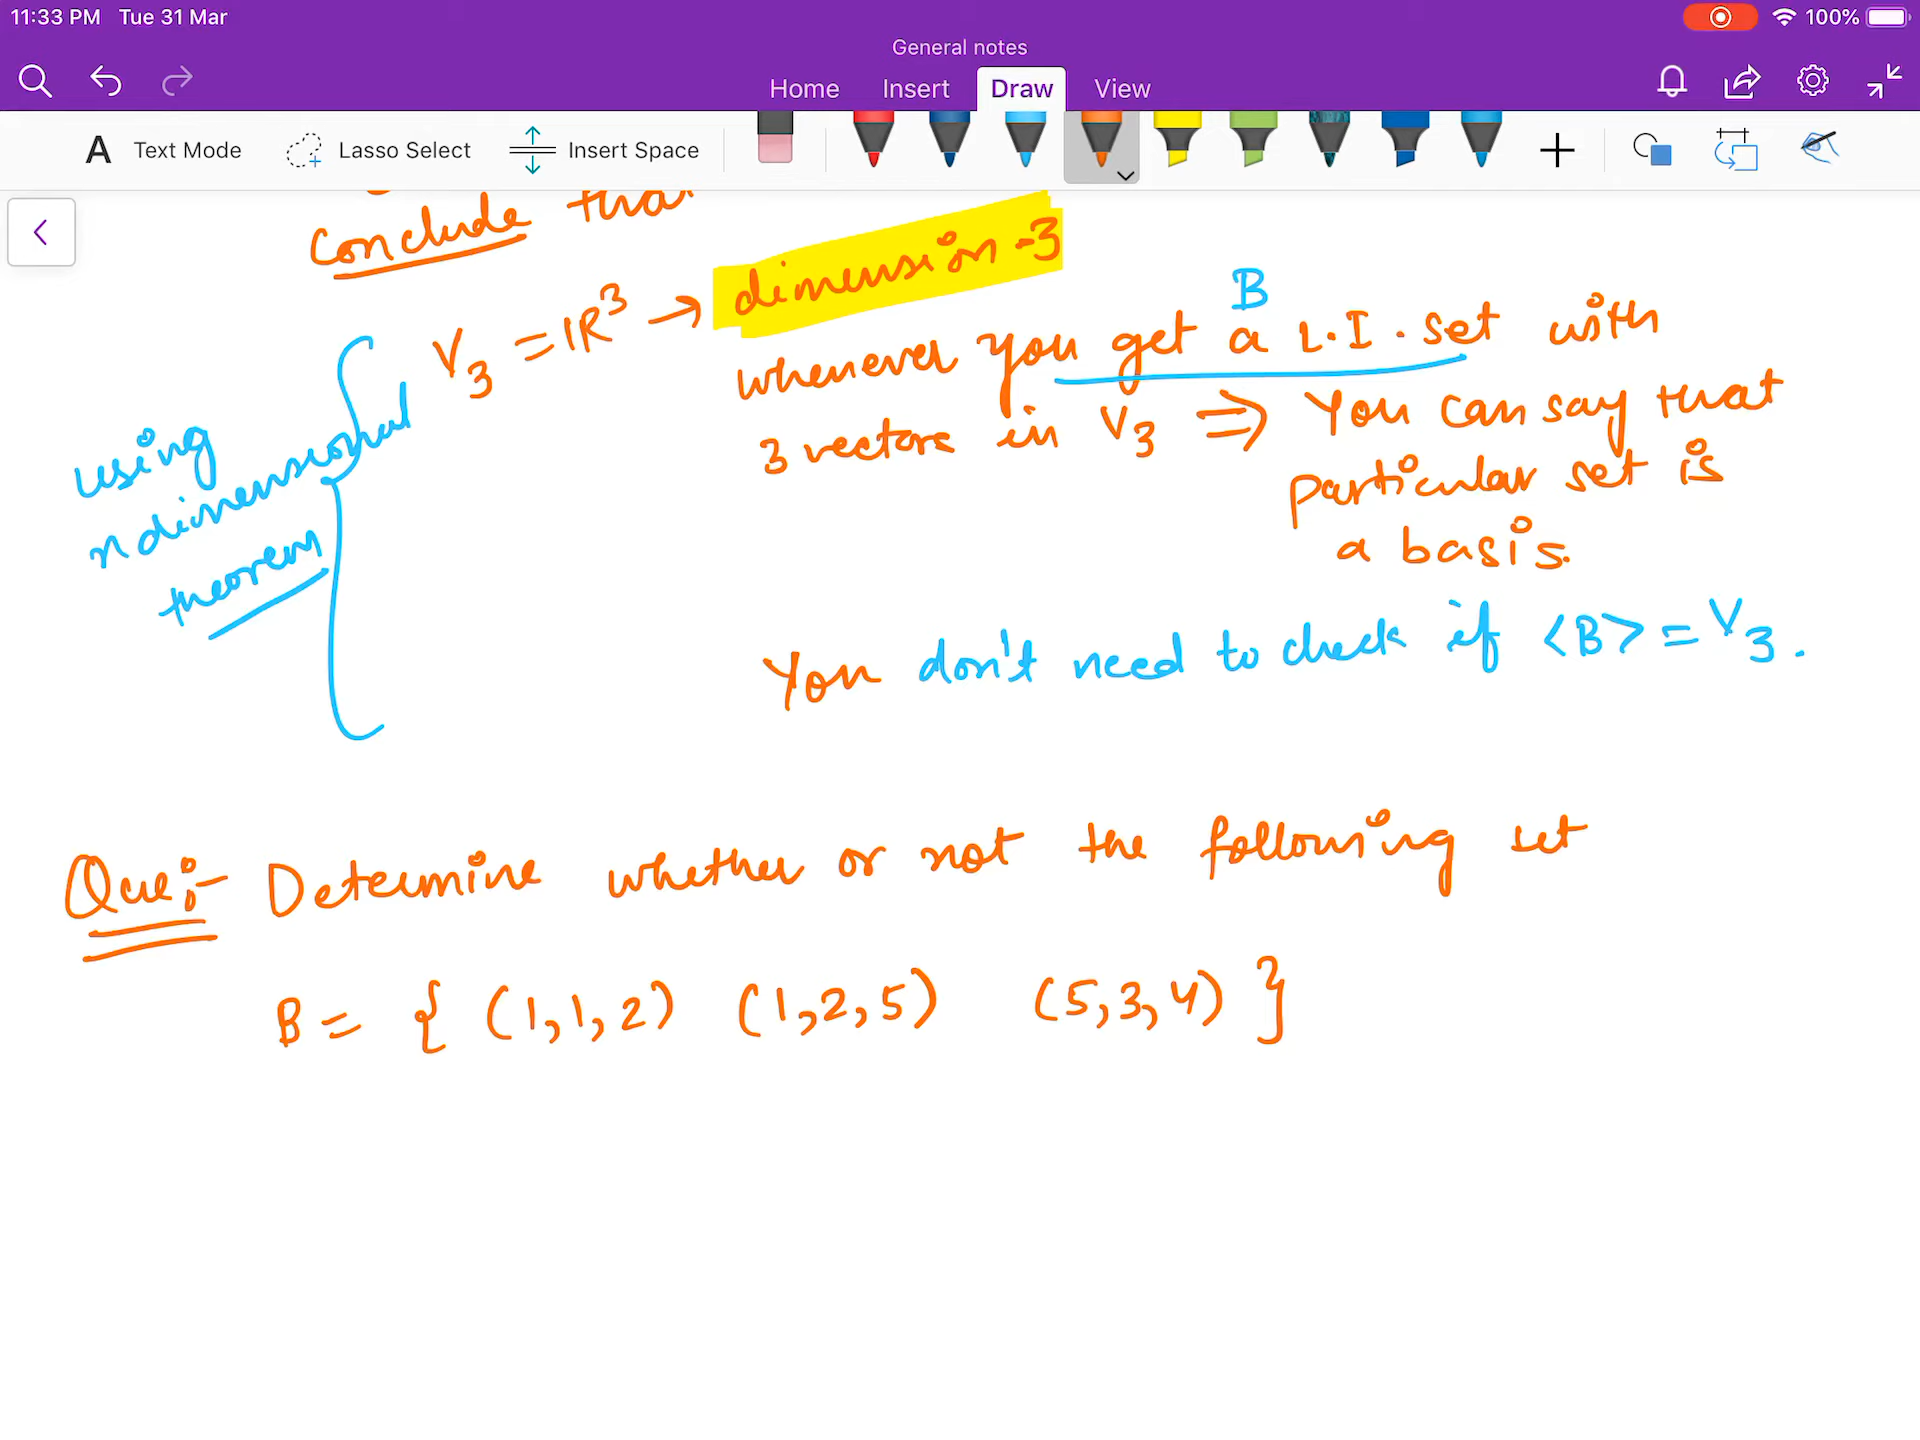 11:33 PM Tue 31 Mar
100%
General notes
Home Insert Draw View
A Text Mode Lasso Select Insert Space
conclude that
V3 = IR³ → dimension -3
B
whenever you get a L.I. set with
3 vectors in V3 ⇒ You can say that
particular set is
a basis.
using
n dimensional
theorem
You don't need to check if <B> = V3.
Que:- Determine whether or not the following set
B = { (1,1,2) (1,2,5) (5,3,4) }